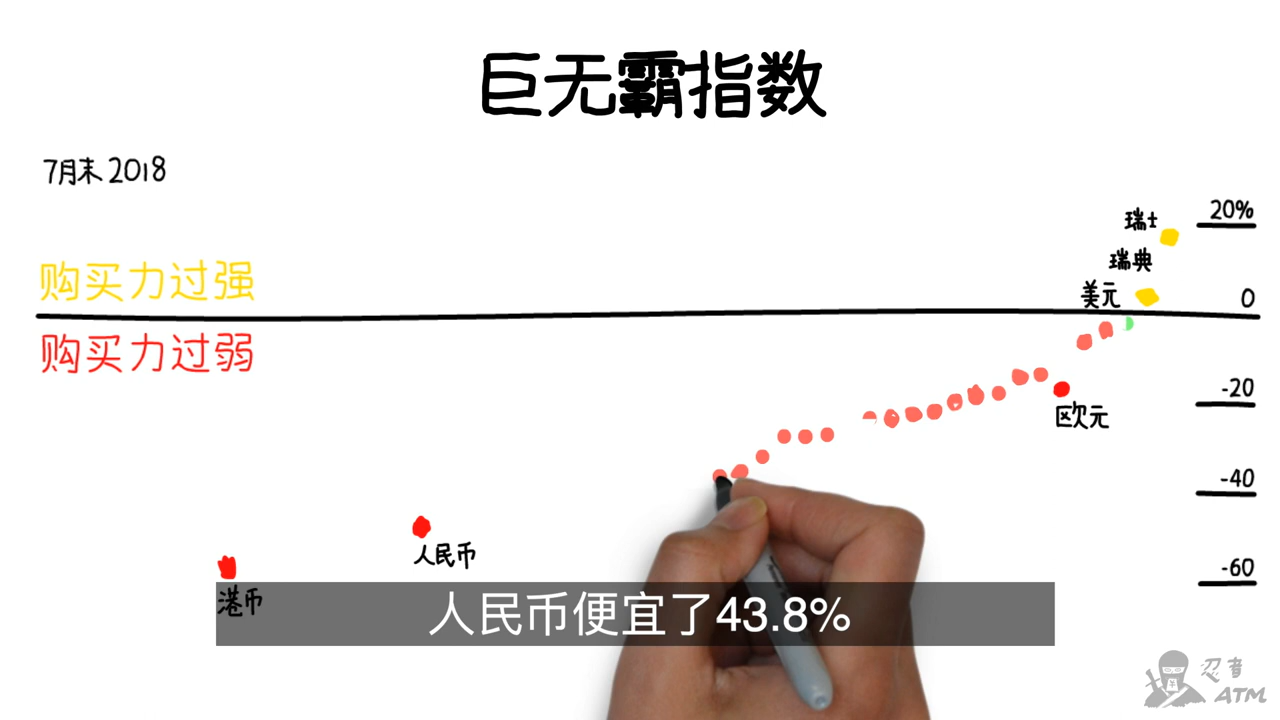 巨无霸指数
7月末 2018
20%
瑞士
瑞典
购买力过强
美元
0
购买力过弱
-20
欧元
-40
人民币
-60
港币
人民币便宜了43.8%
忍者
ATM